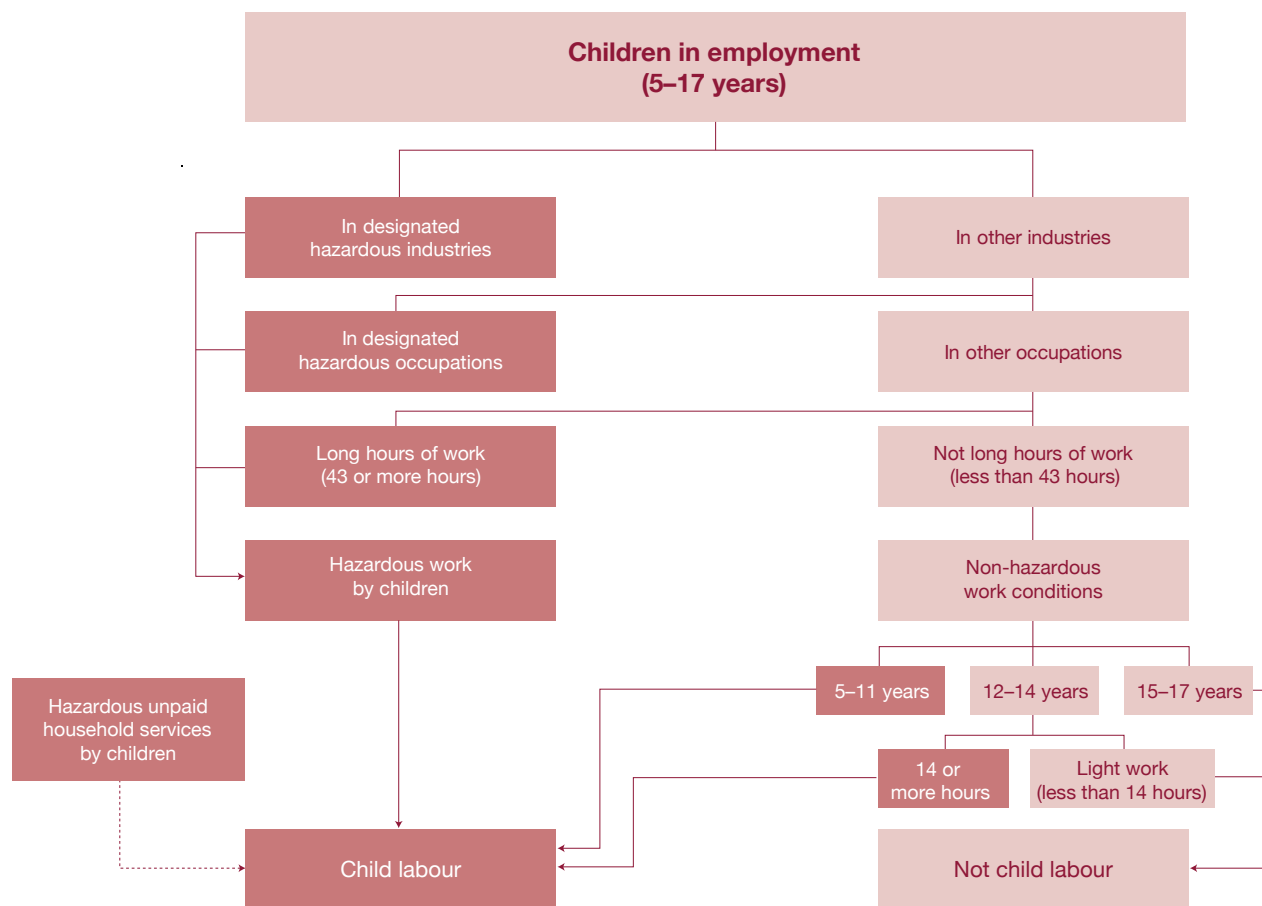 Children in employment
(5–17 years)
In designated
hazardous industries
In other industries
In designated
hazardous occupations
In other occupations
Long hours of work
(43 or more hours)
Not long hours of work
(less than 43 hours)
Hazardous work
by children
Non-hazardous
work conditions
5–11 years
12–14 years
15–17 years
Hazardous unpaid
household services
by children
14 or
more hours
Light work
(less than 14 hours)
Child labour
Not child labour